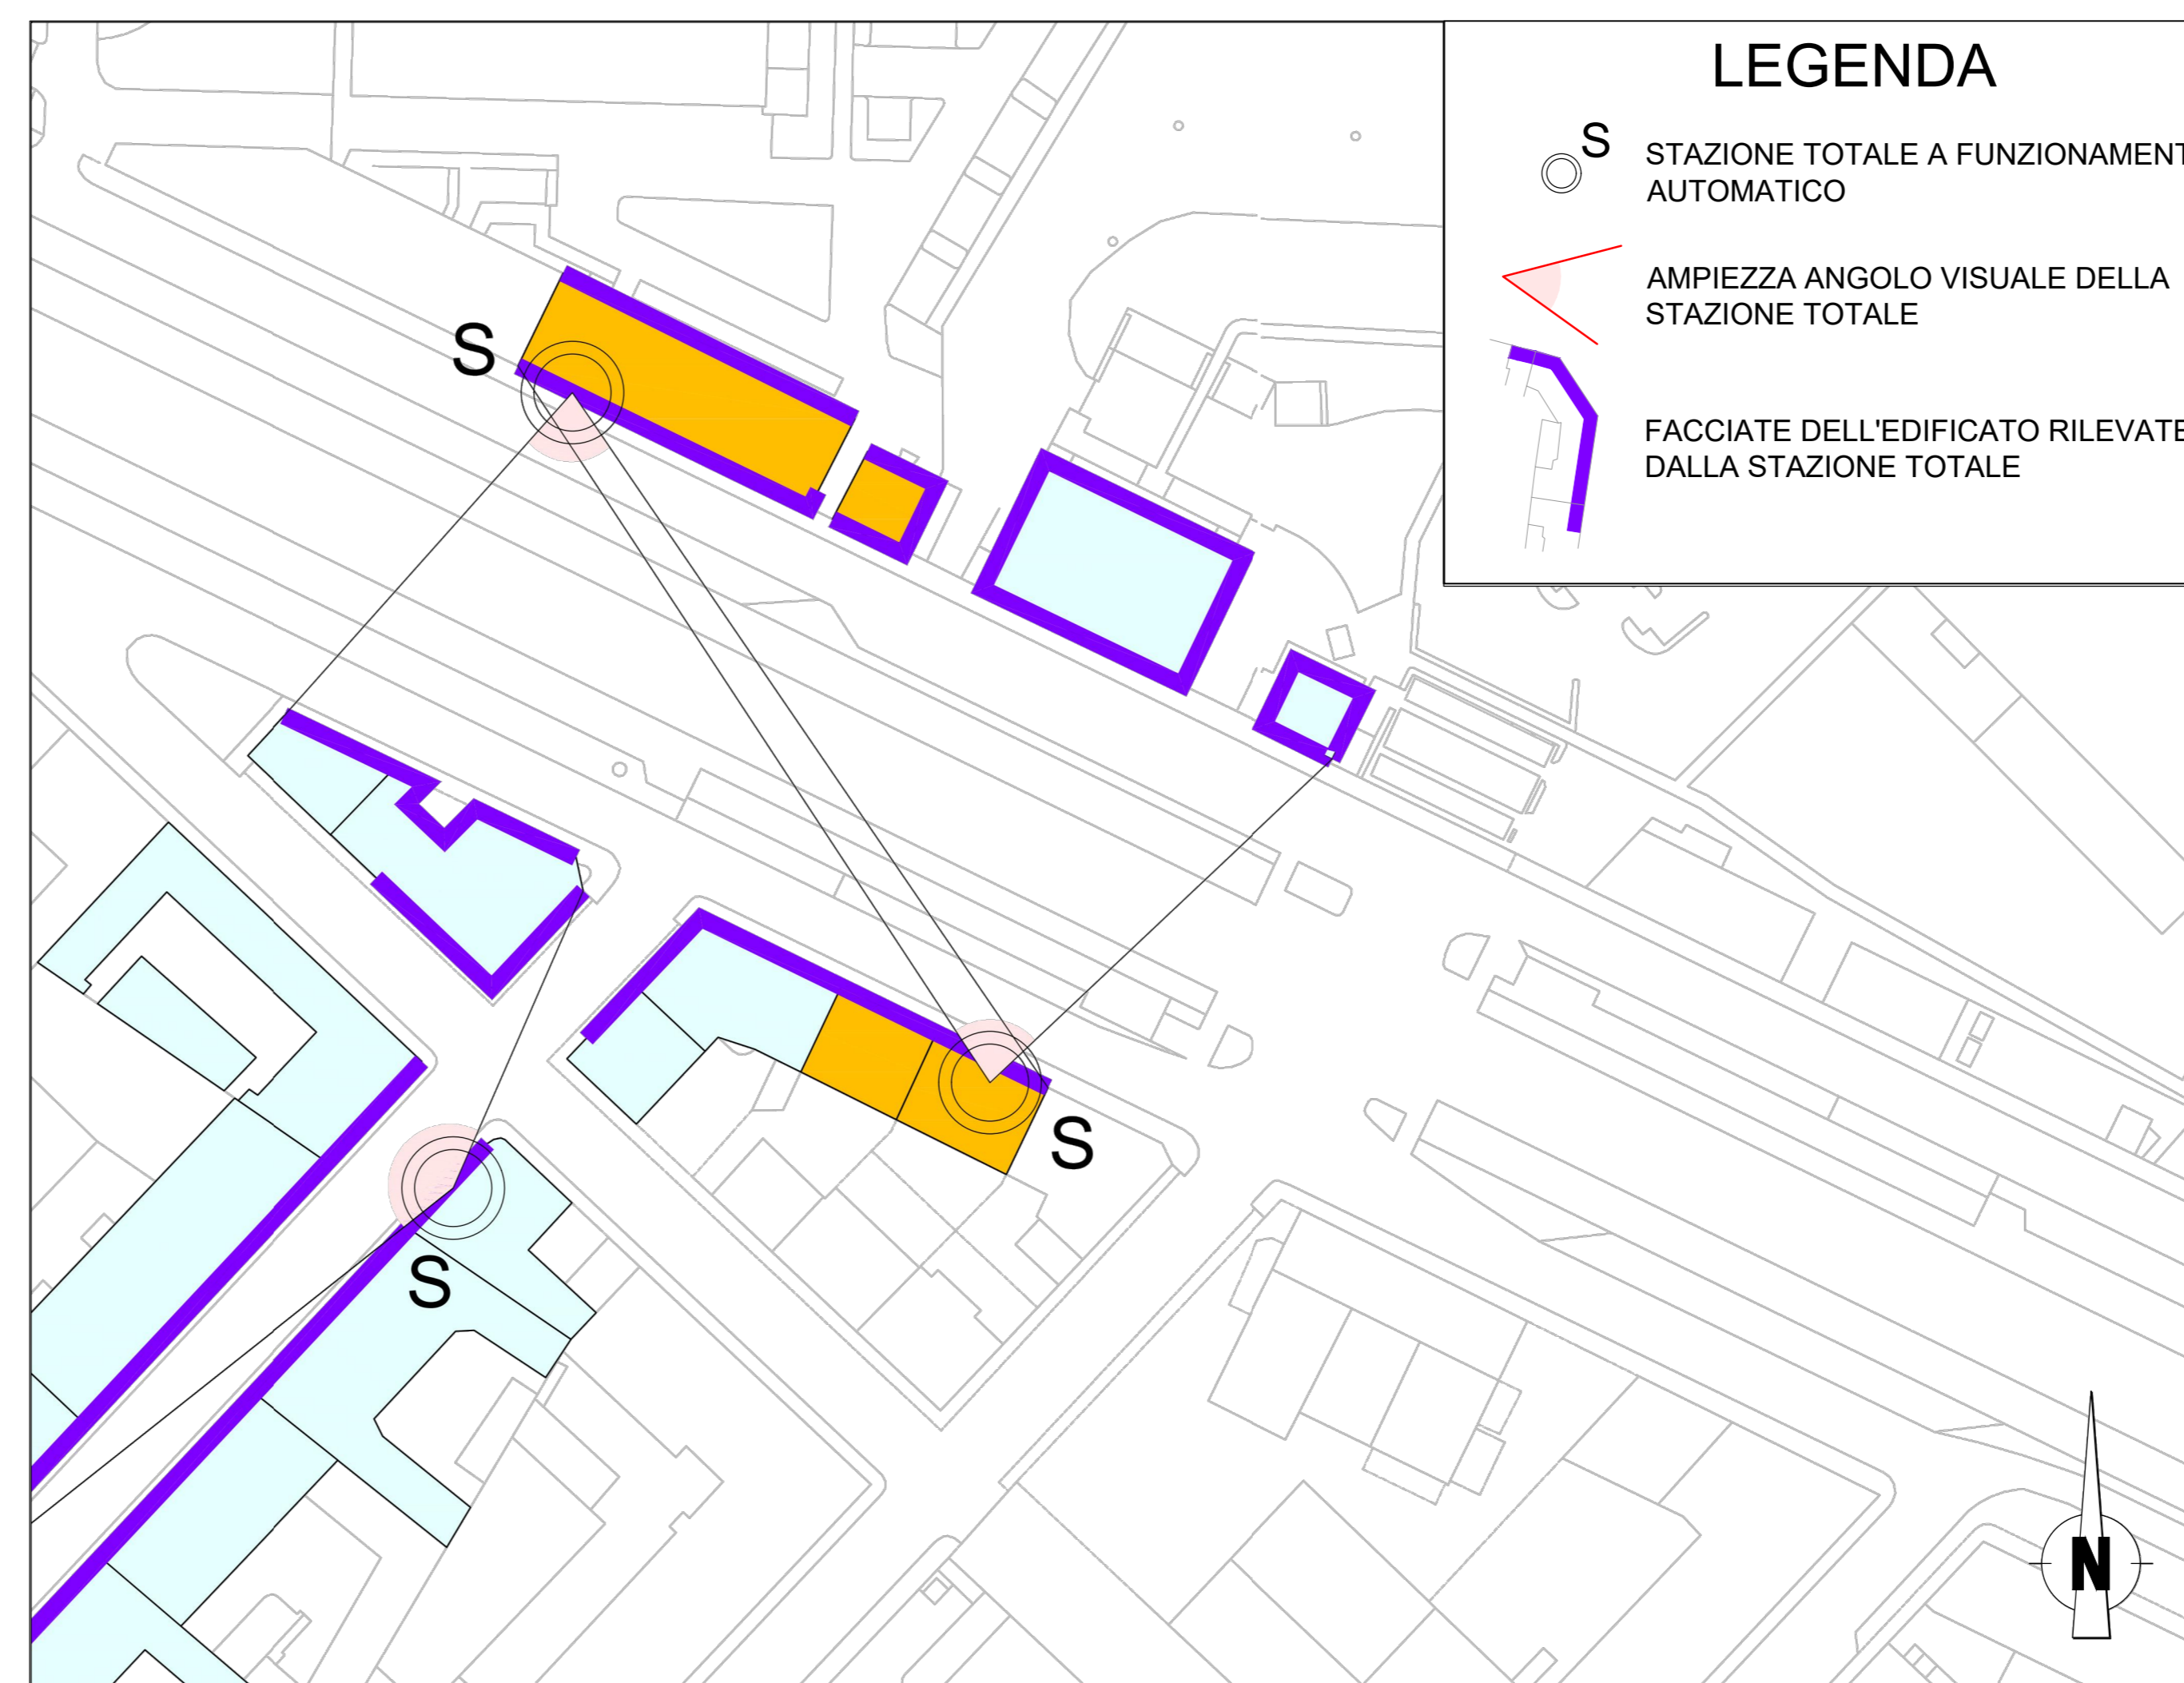 LEGENDA
S
STAZIONE TOTALE A FUNZIONAMENT
AUTOMATICO
AMPIEZZA ANGOLO VISUALE DELLA
STAZIONE TOTALE
FACCIATE DELL'EDIFICATO RILEVATE
DALLA STAZIONE TOTALE
S
S
S
N